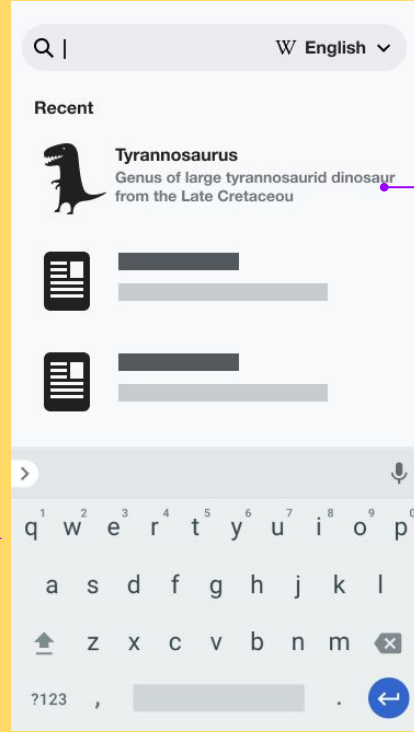 W English
Recent
Tyrannosaurus
Genus of large tyrannosaurid dinosaur
from the Late Cretaceou
1 2 3 4 5 6 7 8 9 0
q w e r t y u i o p
a s d f g h j k l
z x c v b n m
?123 , .